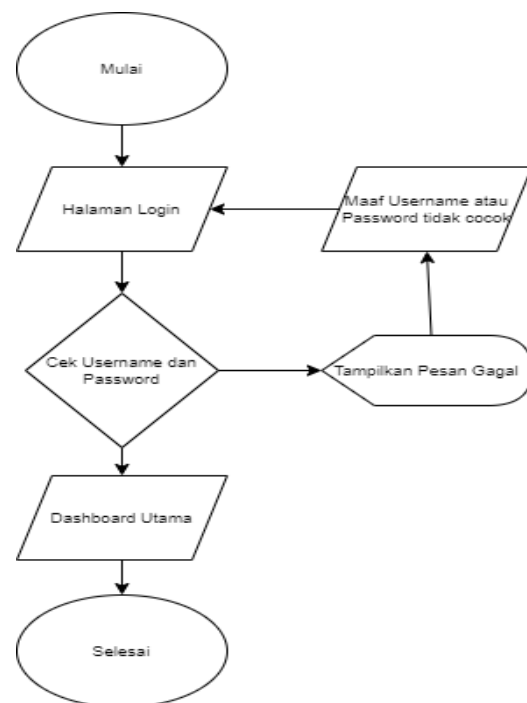 Mulai
Halaman Login
Maaf Username atau
Password tidak cocok
Cek Username dan
Password
Tampilkan Pesan Gagal
Dashboard Utama
Selesai